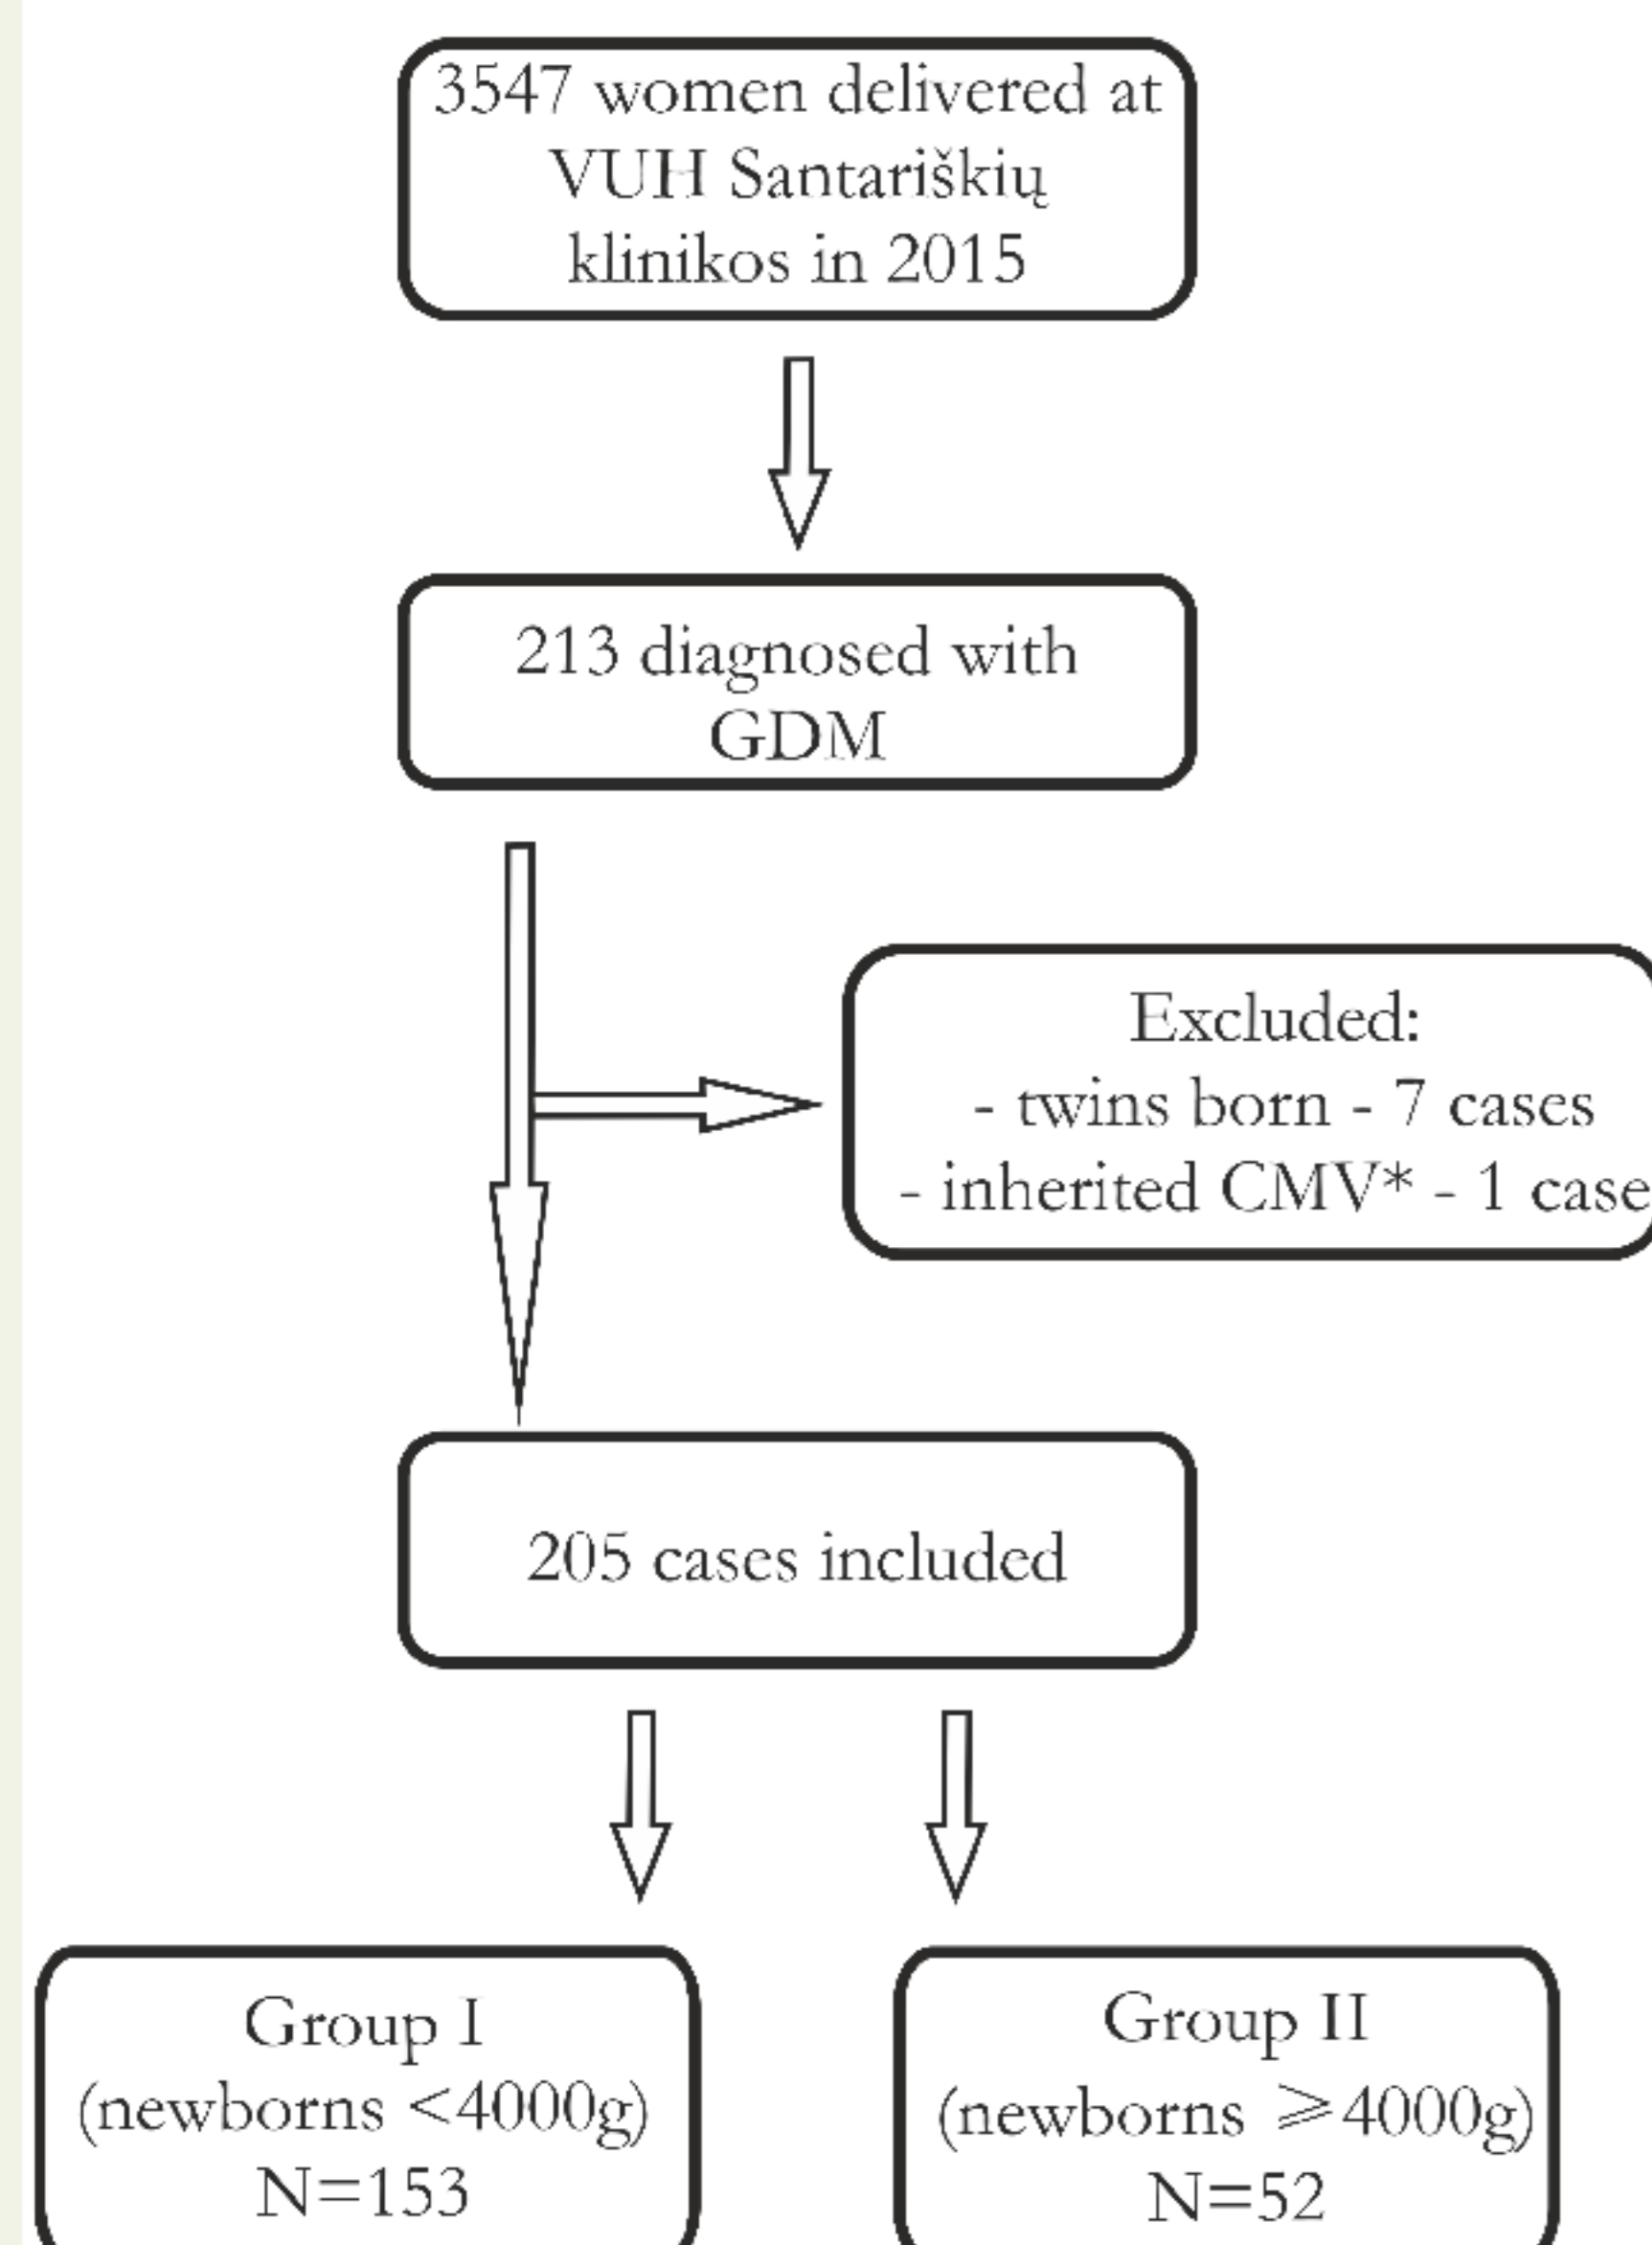 3547 women delivered at
VUH Santariškių
klinikos in 2015
213 diagnosed with
GDM
Excluded:
- twins born - 7 cases
- inherited CMV* - 1 case
205 cases included
Group I
(newborns <4000g)
N=153
Group II
(newborns ⩾4000g)
N=52